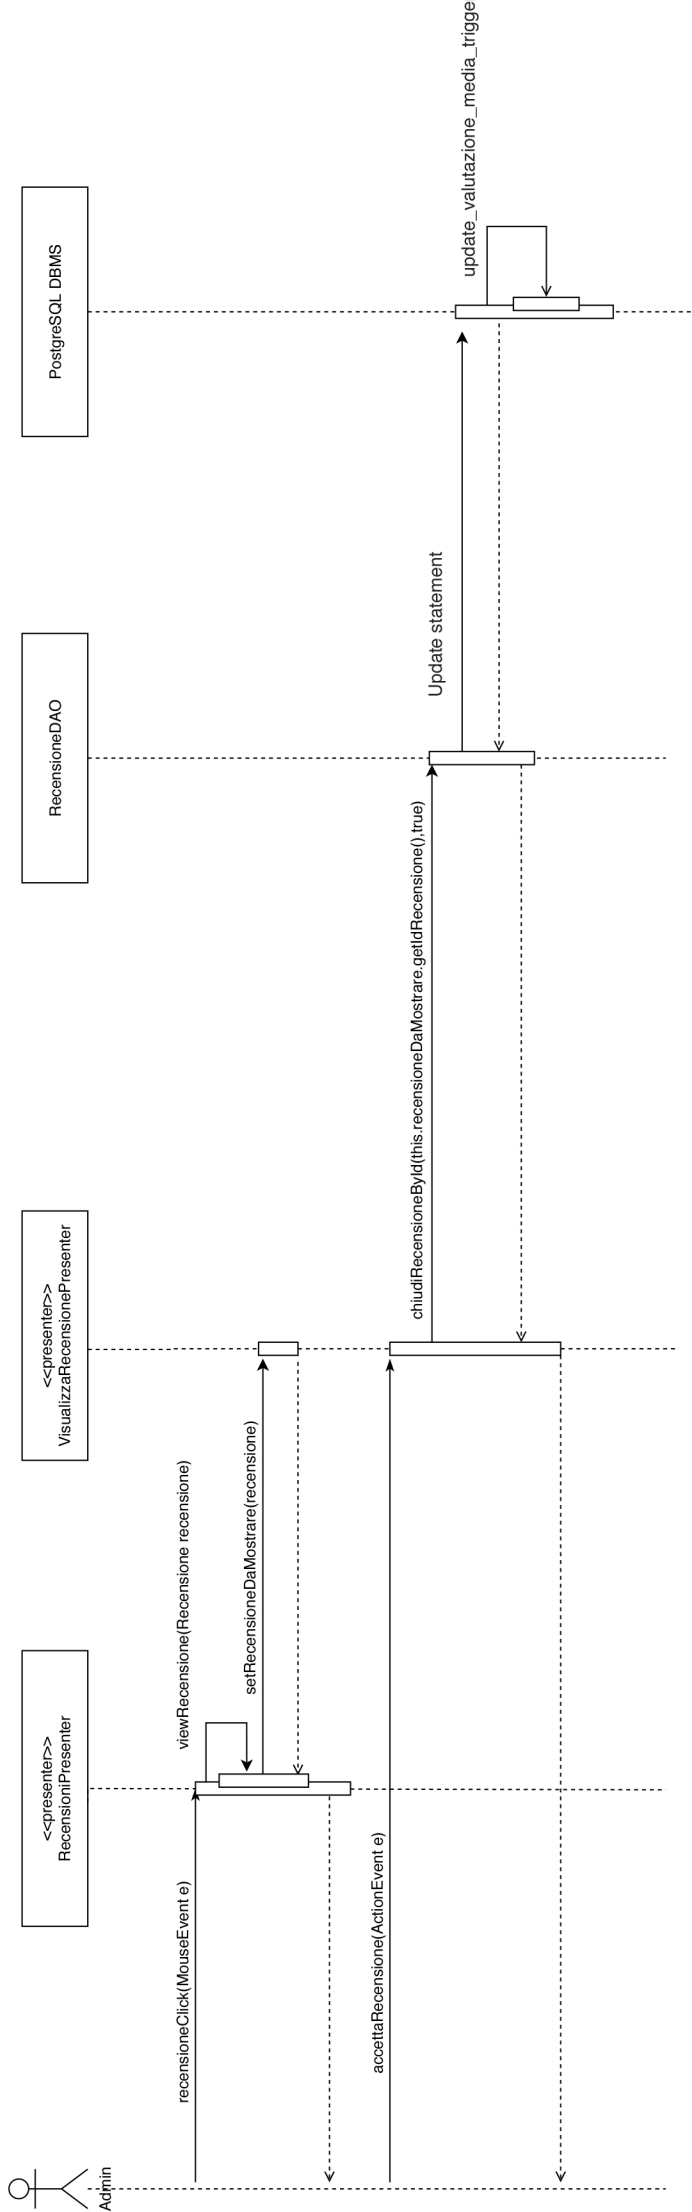 Admin
<<presenter>>
RecensioniPresenter
<<presenter>>
VisualizzaRecensionePresenter
RecensioneDAO
PostgreSQL DBMS
recensioneClick(MouseEvent e)
viewRecensione(Recensione recensione)
setRecensioneDaMostrare(recensione)
accettaRecensione(ActionEvent e)
chiudiRecensioneById(this.recensioneDaMostrare.getIdRecensione(),true)
Update statement
update_valutazione_media_trigge